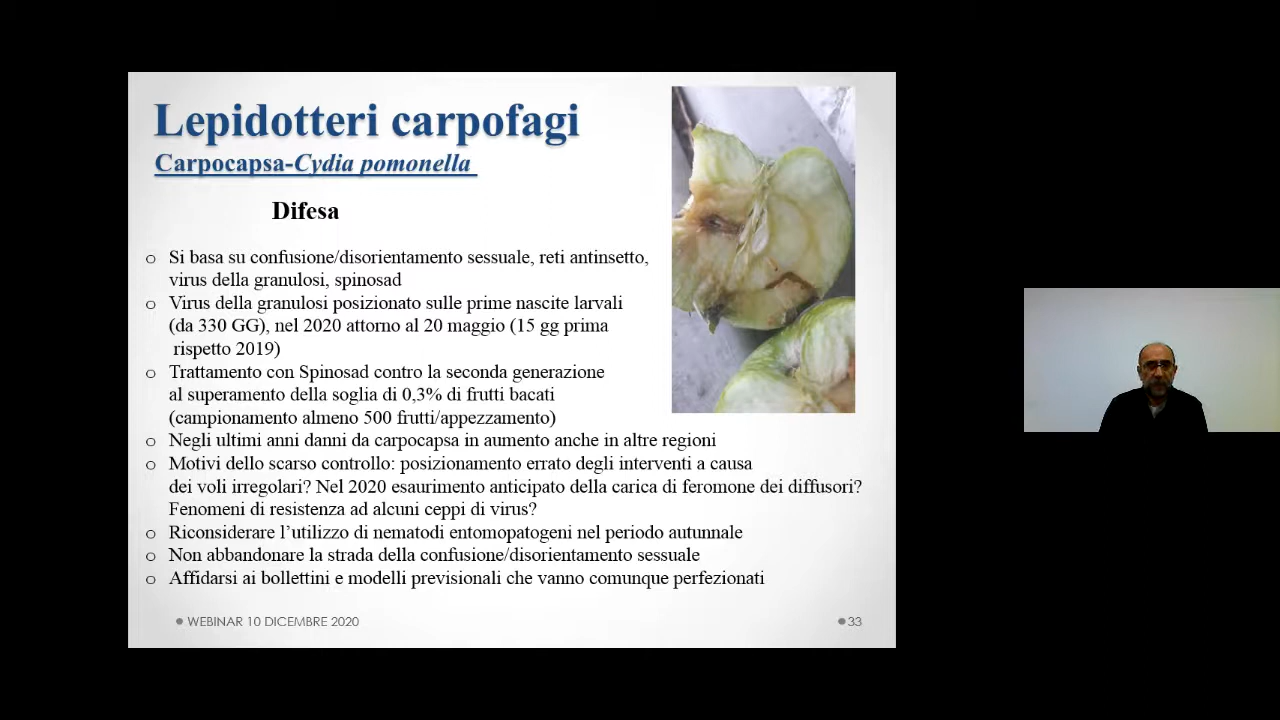 Lepidotteri carpofagi
Carpocapsa-Cydia pomonella
Difesa
o Si basa su confusione/disorientamento sessuale, reti antinsetto,
virus della granulosi, spinosad
o Virus della granulosi posizionato sulle prime nascite larvali
(da 330 GG), nel 2020 attorno al 20 maggio (15 gg prima
rispetto 2019)
o Trattamento con Spinosad contro la seconda generazione
al superamento della soglia di 0,3% di frutti bacati
(campionamento almeno 500 frutti/appezzamento)
o Negli ultimi anni danni da carpocapsa in aumento anche in altre regioni
o Motivi dello scarso controllo: posizionamento errato degli interventi a causa
dei voli irregolari? Nel 2020 esaurimento anticipato della carica di feromone dei diffusori?
Fenomeni di resistenza ad alcuni ceppi di virus?
o Riconsiderare l’utilizzo di nematodi entomopatogeni nel periodo autunnale
o Non abbandonare la strada della confusione/disorientamento sessuale
o Affidarsi ai bollettini e modelli previsionali che vanno comunque perfezionati
● WEBINAR 10 DICEMBRE 2020
● 33